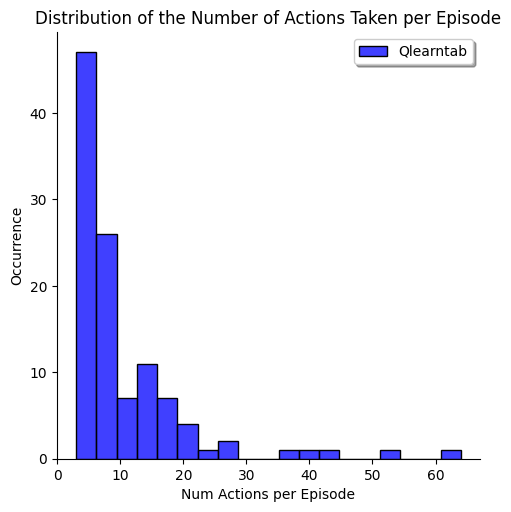 Distribution of the Number of Actions Taken per Episode
Qlearntab
Occurrence
40
30
20
10
0
0 10 20 30 40 50 60
Num Actions per Episode